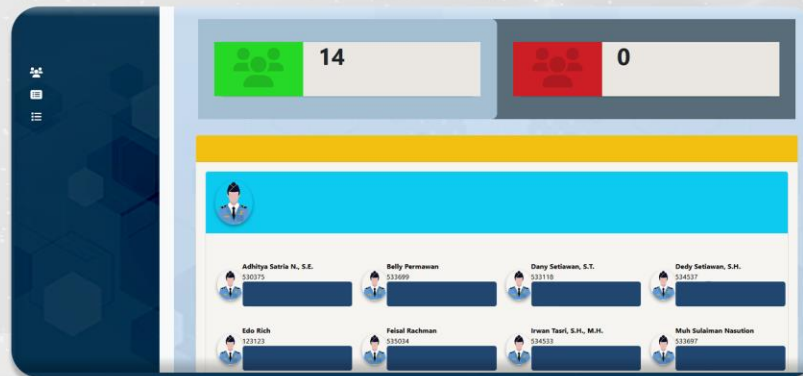 14
0
Adhitya Satria N., S.E.
530375
Belly Permawan
533699
Dany Setiawan, S.T.
533118
Dedy Setiawan, S.H.
534537
Edo Rich
123123
Feisal Rachman
535034
Irwan Tasri, S.H., M.H.
534533
Muh Sulaiman Nasution
533697